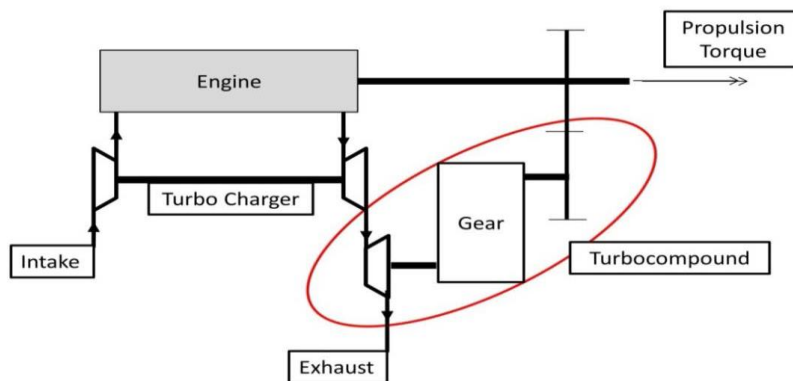 Propulsion
Torque
Engine
Turbo Charger
Gear
Intake
Turbocompound
Exhaust